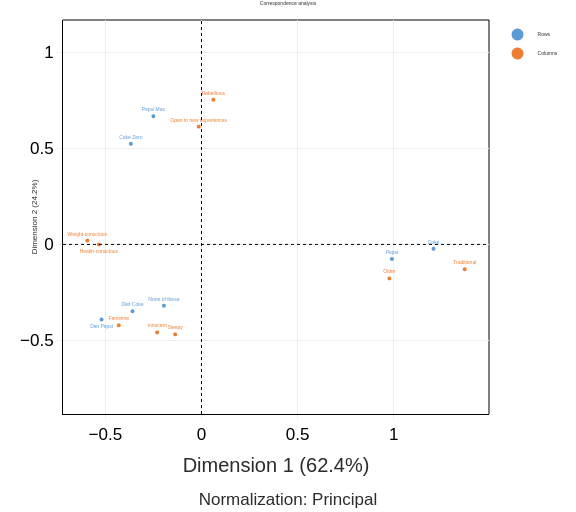 Correspondence analysis
Rows
Columns
1
Rebellious
Pepsi Max
Open to new experiences
Coke Zero
0.5
Weight-conscious
Health-conscious
0
Coke
Pepsi
Traditional
Older
None of these
Diet Coke
Feminine
Diet Pepsi
Innocent
Sleepy
−0.5
Dimension 2 (24.2%)
−0.5
0
0.5
1
Dimension 1 (62.4%)
Normalization: Principal